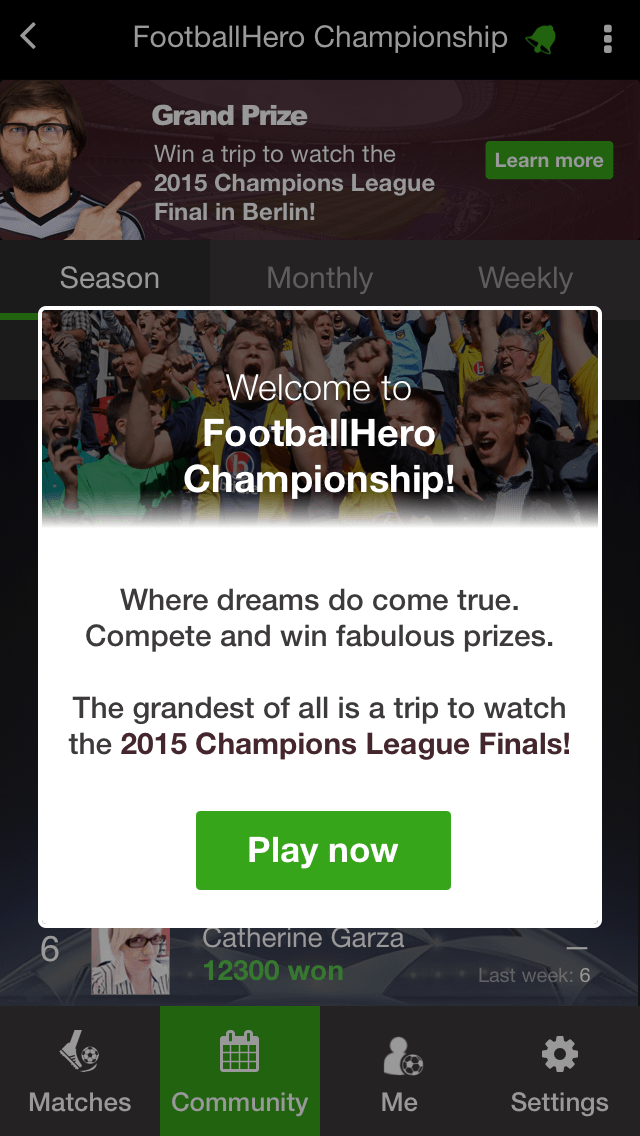 FootballHero Championship
Grand Prize
Win a trip to watch the
2015 Champions League
Final in Berlin!
Learn more
Season
Monthly
Weekly
Welcome to
FootballHero
Championship!
Where dreams do come true.
Compete and win fabulous prizes.
The grandest of all is a trip to watch
the 2015 Champions League Finals!
Play now
6
Catherine Garza
12300 won
Last week: 6
Matches
Community
Me
Settings